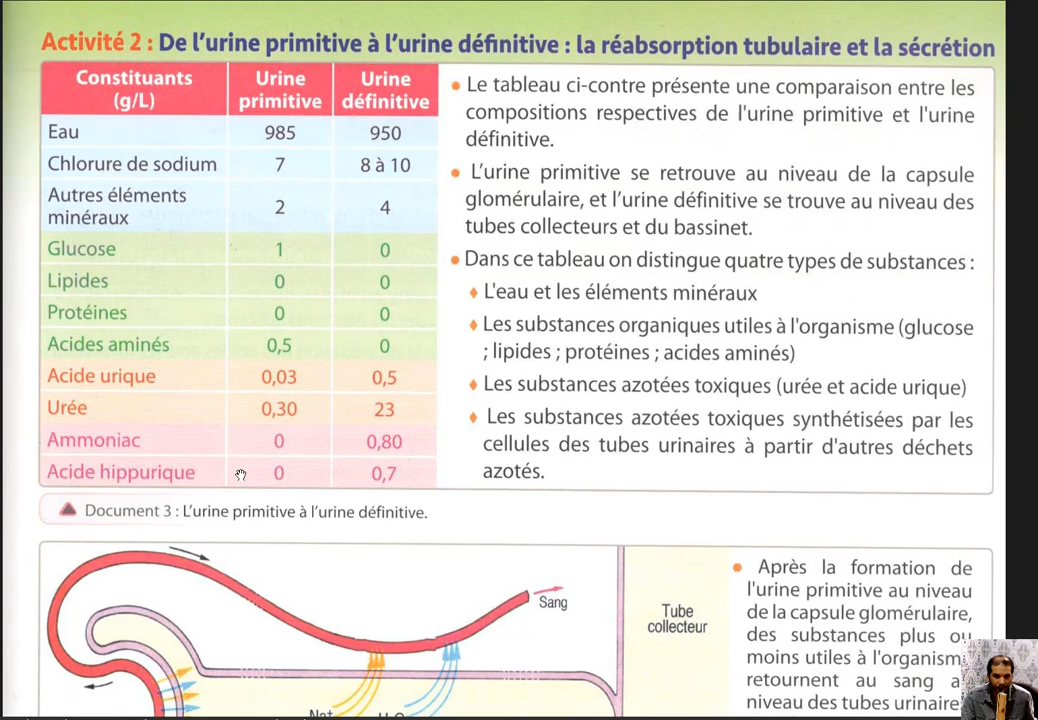 Activité 2 : De l'urine primitive à l'urine définitive : la réabsorption tubulaire et la sécrétion
Constituants (g/L) Urine primitive Urine définitive
Eau 985 950
Chlorure de sodium 7 8 à 10
Autres éléments minéraux 2 4
Glucose 1 0
Lipides 0 0
Protéines 0 0
Acides aminés 0,5 0
Acide urique 0,03 0,5
Urée 0,30 23
Ammoniac 0 0,80
Acide hippurique 0 0,7
• Le tableau ci-contre présente une comparaison entre les
compositions respectives de l'urine primitive et l'urine
définitive.
• L'urine primitive se retrouve au niveau de la capsule
glomérulaire, et l'urine définitive se trouve au niveau des
tubes collecteurs et du bassinet.
• Dans ce tableau on distingue quatre types de substances :
♦ L'eau et les éléments minéraux
♦ Les substances organiques utiles à l'organisme (glucose
; lipides ; protéines ; acides aminés)
♦ Les substances azotées toxiques (urée et acide urique)
♦ Les substances azotées toxiques synthétisées par les
cellules des tubes urinaires à partir d'autres déchets
azotés.
Document 3 : L'urine primitive à l'urine définitive.
Sang
Tube
collecteur
• Après la formation de
l'urine primitive au niveau
de la capsule glomérulaire,
des substances plus ou
moins utiles à l'organism
retournent au sang a
niveau des tubes urinaire